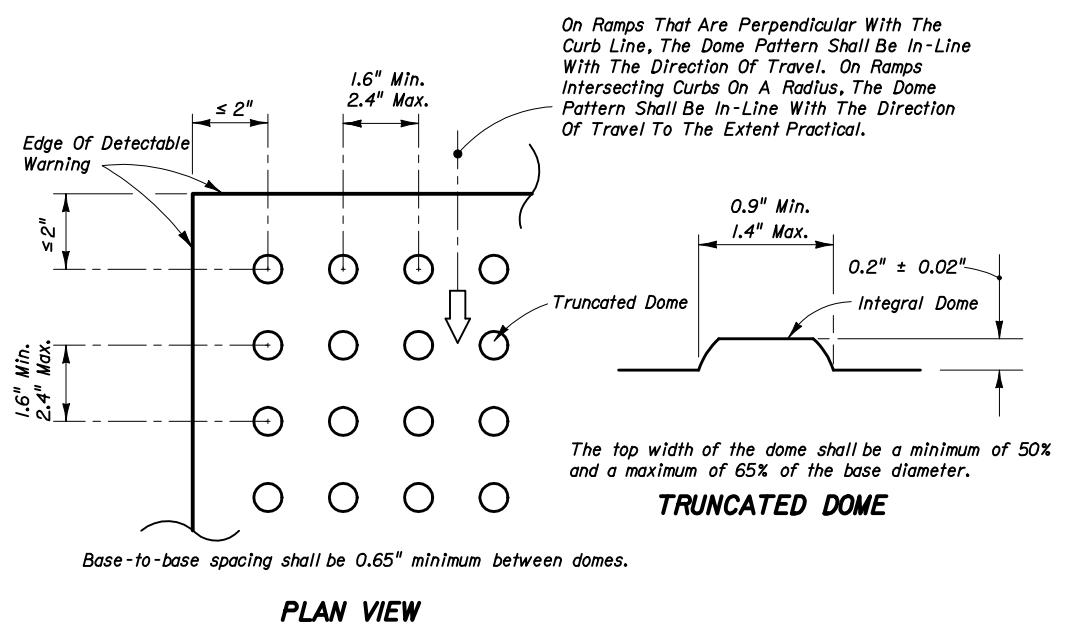 On Ramps That Are Perpendicular With The
Curb Line, The Dome Pattern Shall Be In-Line
With The Direction Of Travel. On Ramps
Intersecting Curbs On A Radius, The Dome
Pattern Shall Be In-Line With The Direction
Of Travel To The Extent Practical.
1.6" Min.
2.4" Max.
≤ 2"
Edge Of Detectable
Warning
≤ 2"
0.9" Min.
1.4" Max.
0.2" ± 0.02"
Integral Dome
Truncated Dome
1.6" Min.
2.4" Max.
The top width of the dome shall be a minimum of 50%
and a maximum of 65% of the base diameter.
TRUNCATED DOME
Base-to-base spacing shall be 0.65" minimum between domes.
PLAN VIEW